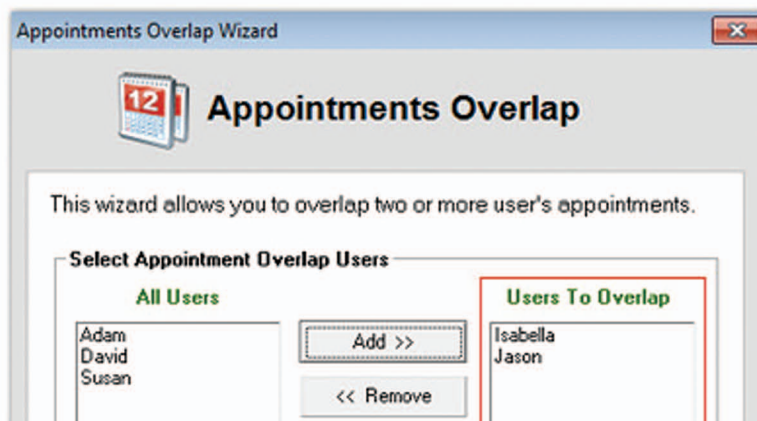 Appointments Overlap Wizard
12
Appointments Overlap
This wizard allows you to overlap two or more user's appointments.
Select Appointment Overlap Users
All Users
Users To Overlap
Adam
David
Susan
Add >>
<< Remove
Isabella
Jason